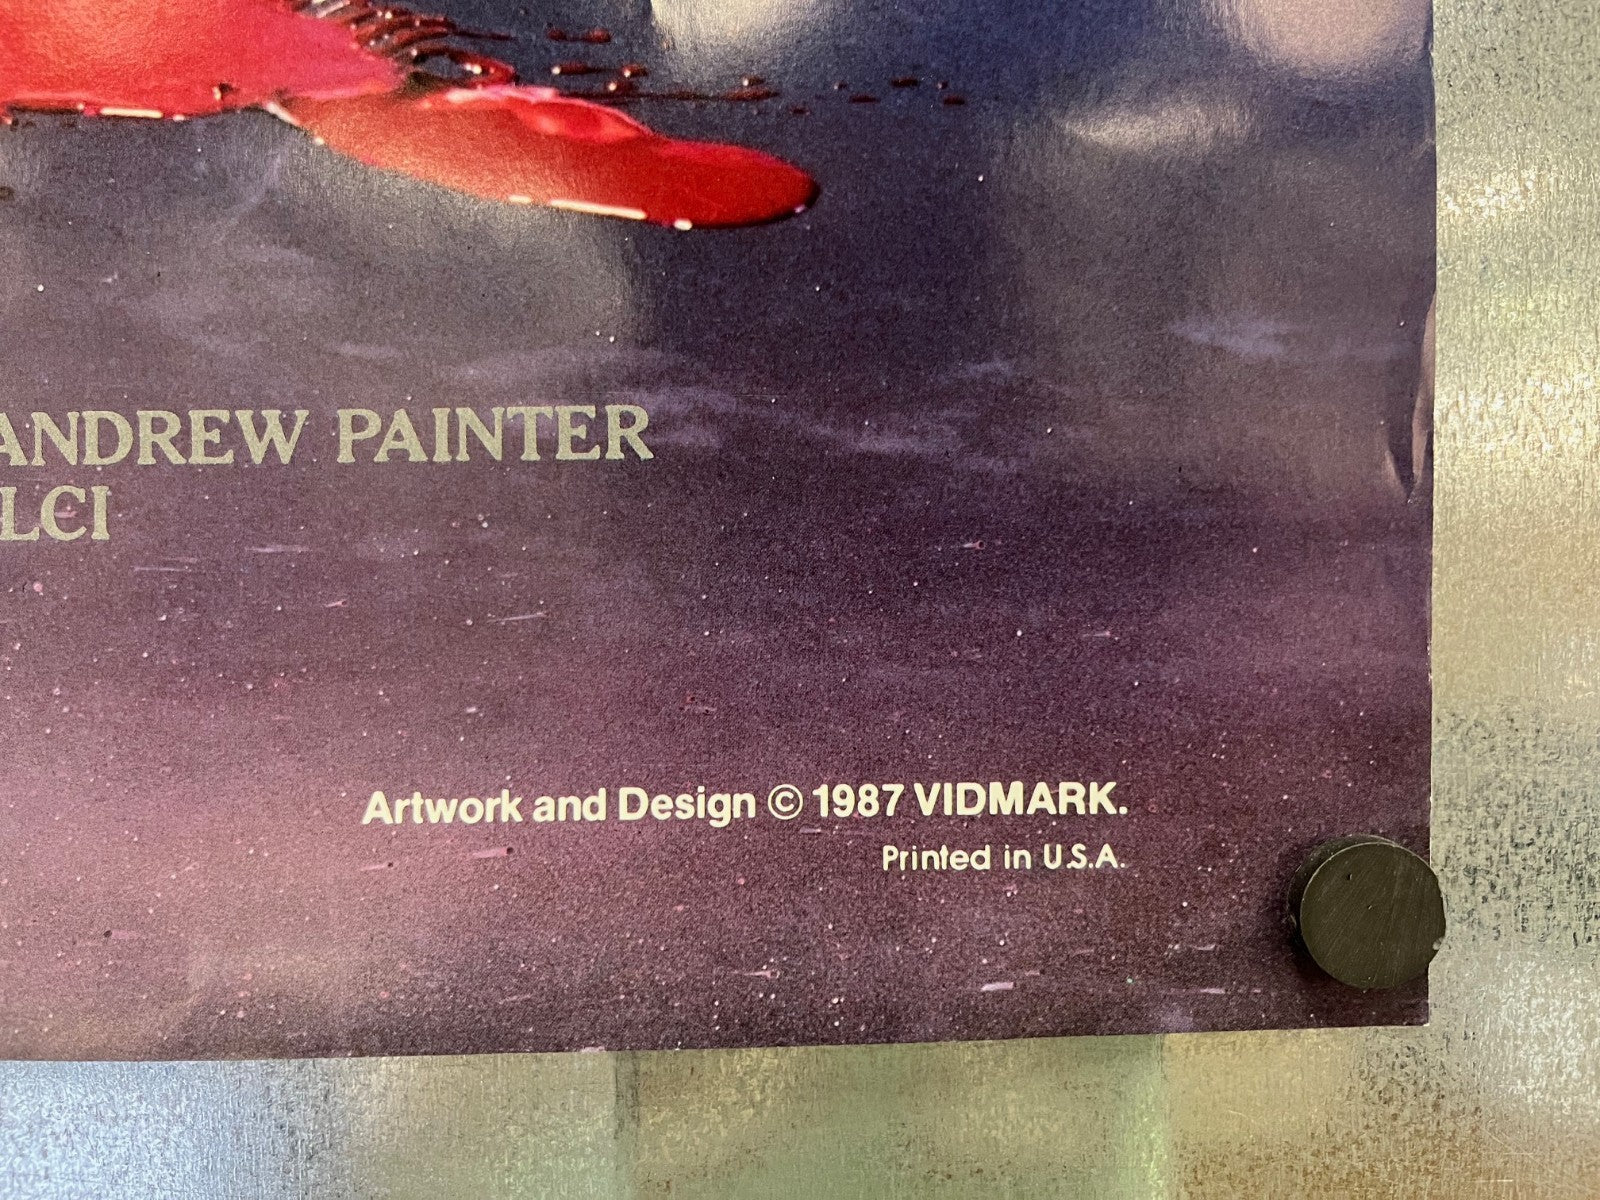 ANDREW PAINTER
LCI
Artwork and Design © 1987 VIDMARK.
Printed in U.S.A.